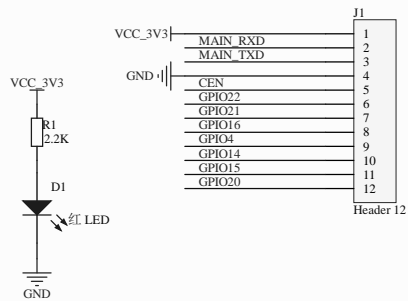 J1
VCC_3V3 1
MAIN_RXD 2
MAIN_TXD 3
GND 4
CEN 5
GPIO22 6
GPIO21 7
GPIO16 8
GPIO4 9
GPIO14 10
GPIO15 11
GPIO20 12
Header 12
VCC_3V3
R1
2.2K
D1
红 LED
GND